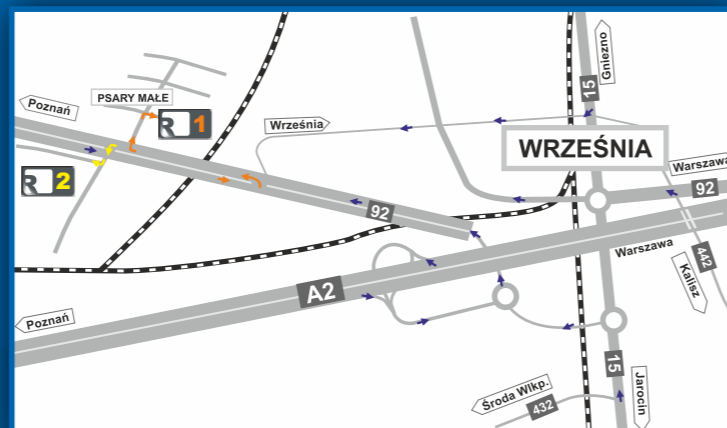 Gniezno
15
Poznań
PSARY MAŁE
R 1
Września
WRZEŚNIA
Warszawa
92
R 2
92
Warszawa
442
Kalisz
A2
Poznań
15
Jarocin
Środa Wlkp.
432